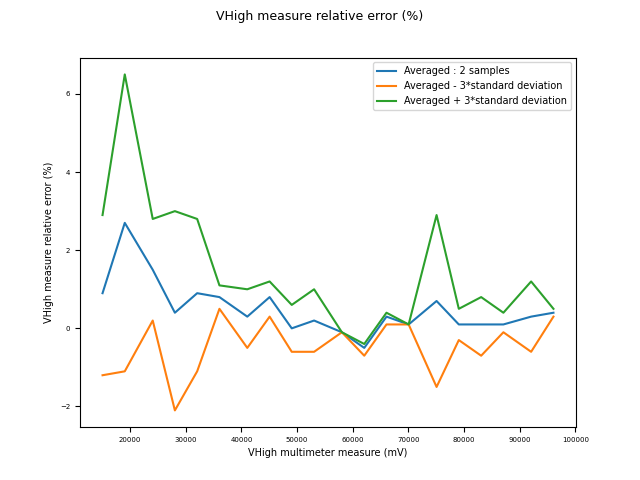 VHigh measure relative error (%)
Averaged : 2 samples
Averaged - 3*standard deviation
Averaged + 3*standard deviation
VHigh measure relative error (%)
6
4
2
0
−2
20000 30000 40000 50000 60000 70000 80000 90000 100000
VHigh multimeter measure (mV)